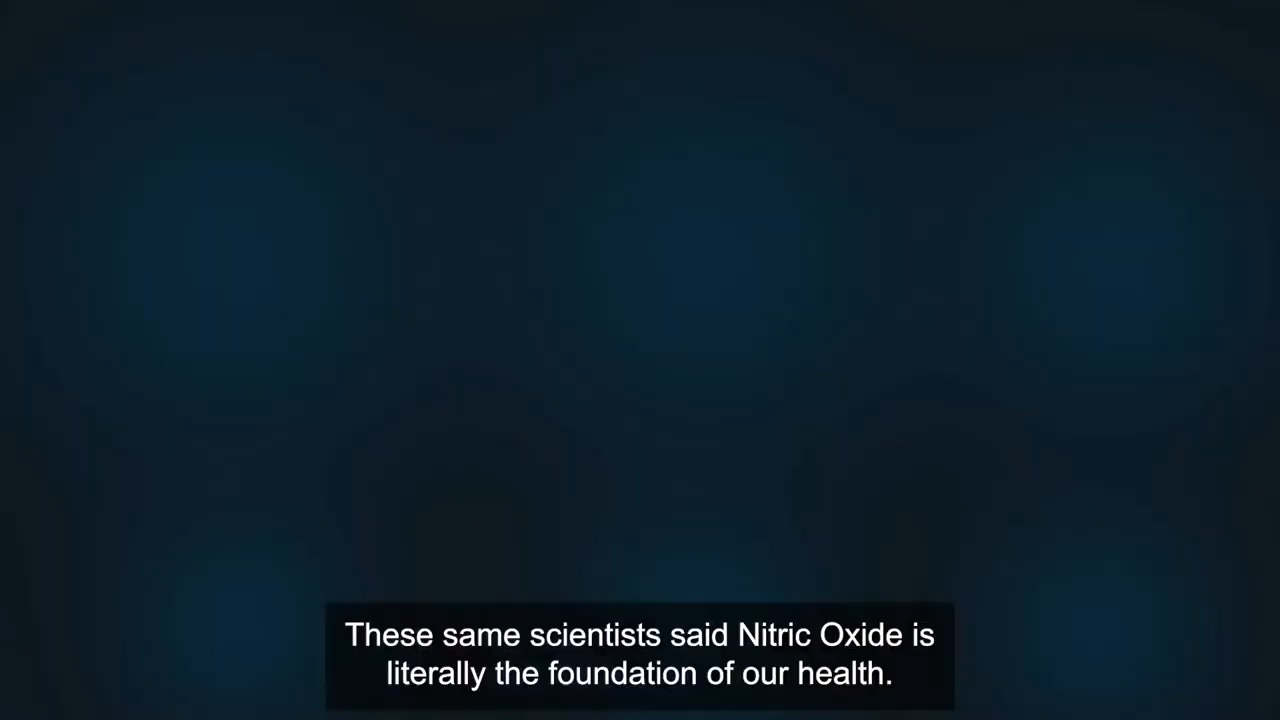 These same scientists said Nitric Oxide is
literally the foundation of our health.